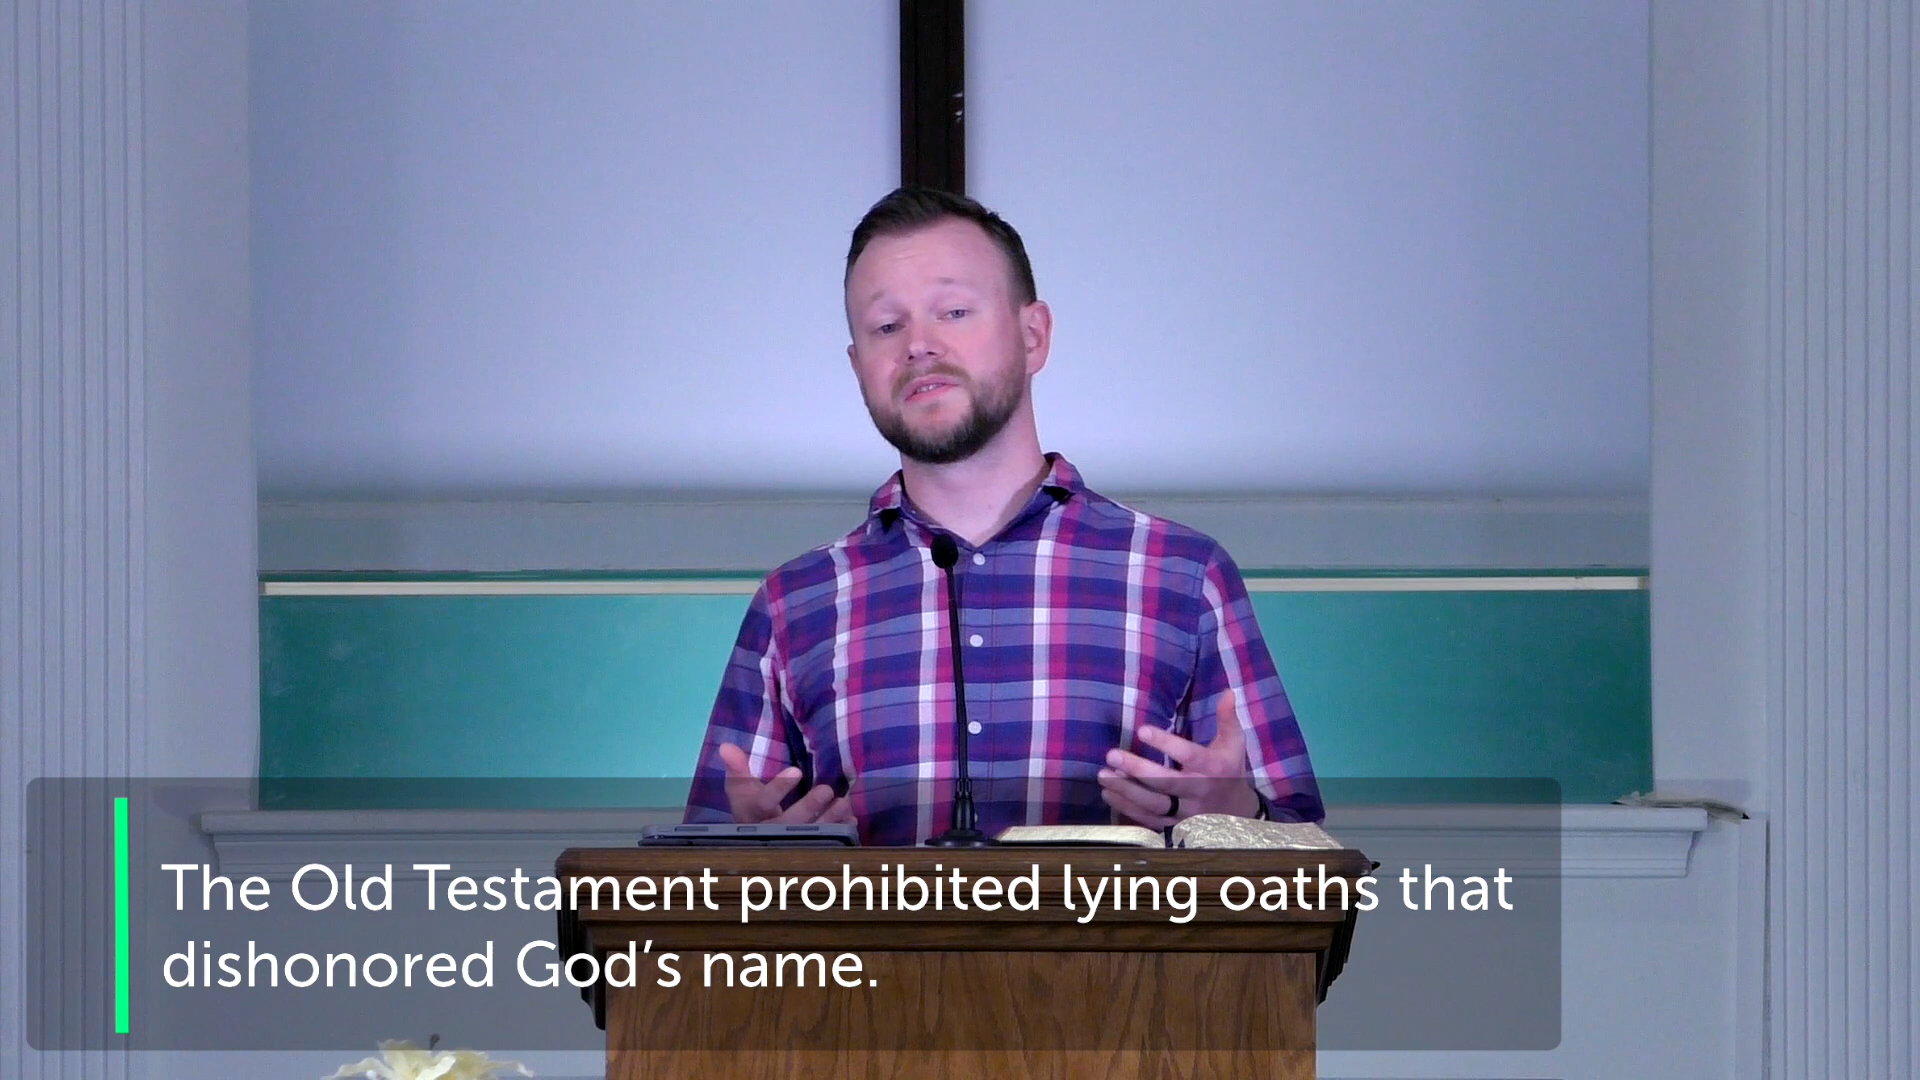 The Old Testament prohibited lying oaths that
dishonored God’s name.